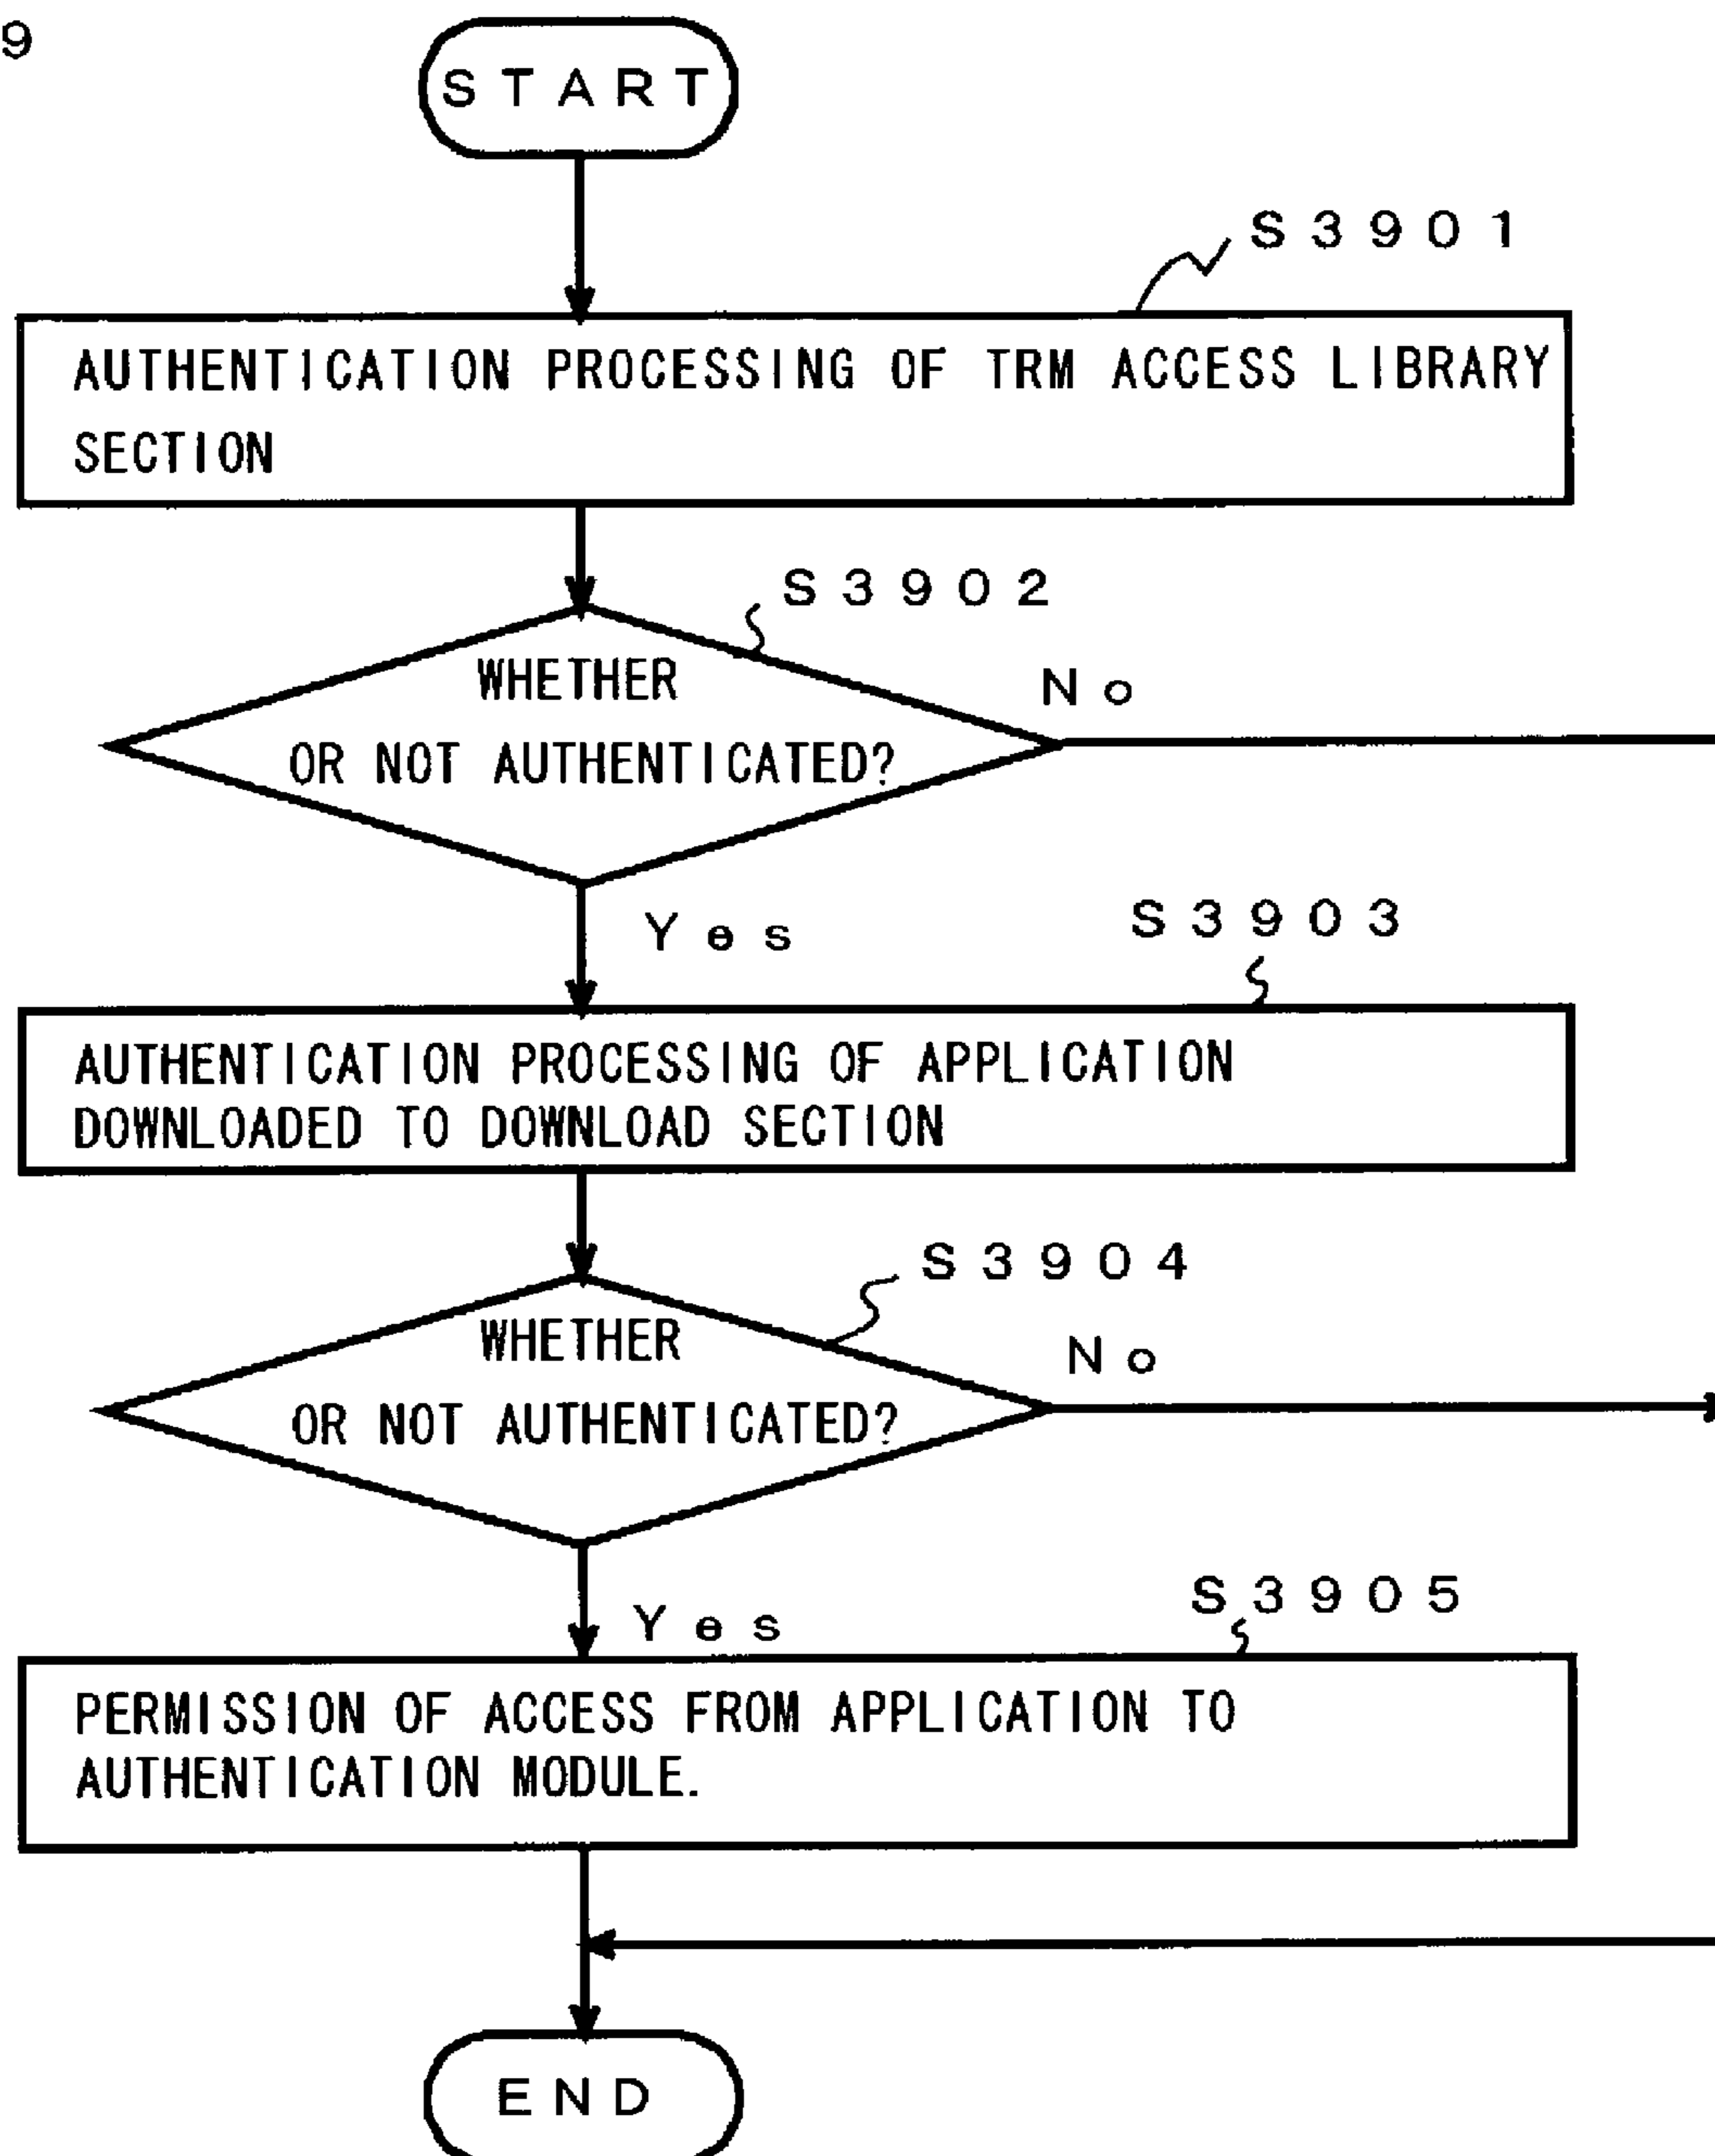 9
START
S3901
AUTHENTICATION PROCESSING OF TRM ACCESS LIBRARY
SECTION
S3902
WHETHER
OR NOT AUTHENTICATED?
No
Yes
S3903
AUTHENTICATION PROCESSING OF APPLICATION
DOWNLOADED TO DOWNLOAD SECTION
S3904
WHETHER
OR NOT AUTHENTICATED?
No
Yes
S3905
PERMISSION OF ACCESS FROM APPLICATION TO
AUTHENTICATION MODULE.
END